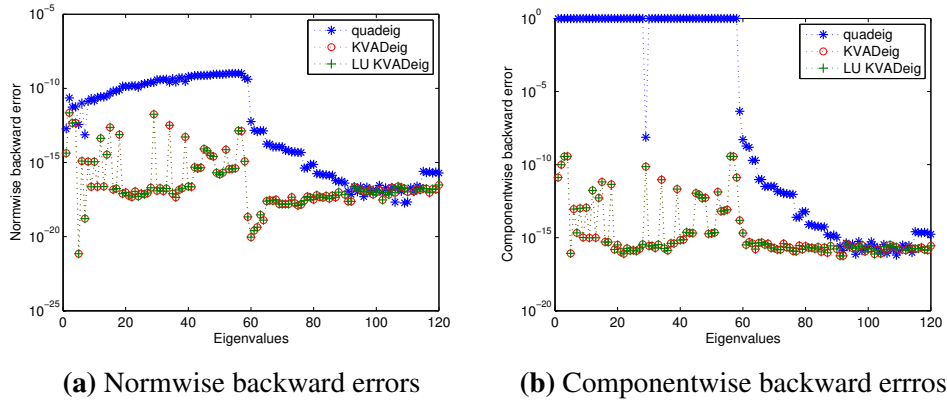 10^-5
10^-10
10^-15
10^-20
10^-25
Normwise backward error
quadeig
KVADeig
LU KVADeig
0 20 40 60 80 100 120
Eigenvalues
(a) Normwise backward errors
10^0
10^-5
10^-10
10^-15
10^-20
Componentwise backward error
quadeig
KVADeig
LU KVADeig
0 20 40 60 80 100 120
Eigenvalues
(b) Componentwise backward errros